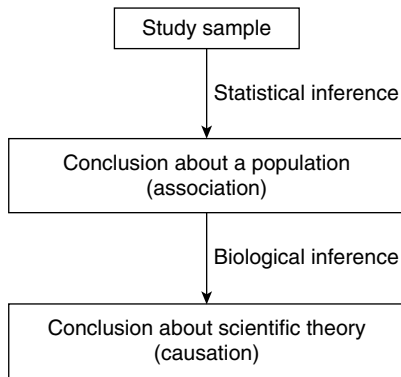 Study sample
Statistical inference
Conclusion about a population
(association)
Biological inference
Conclusion about scientific theory
(causation)